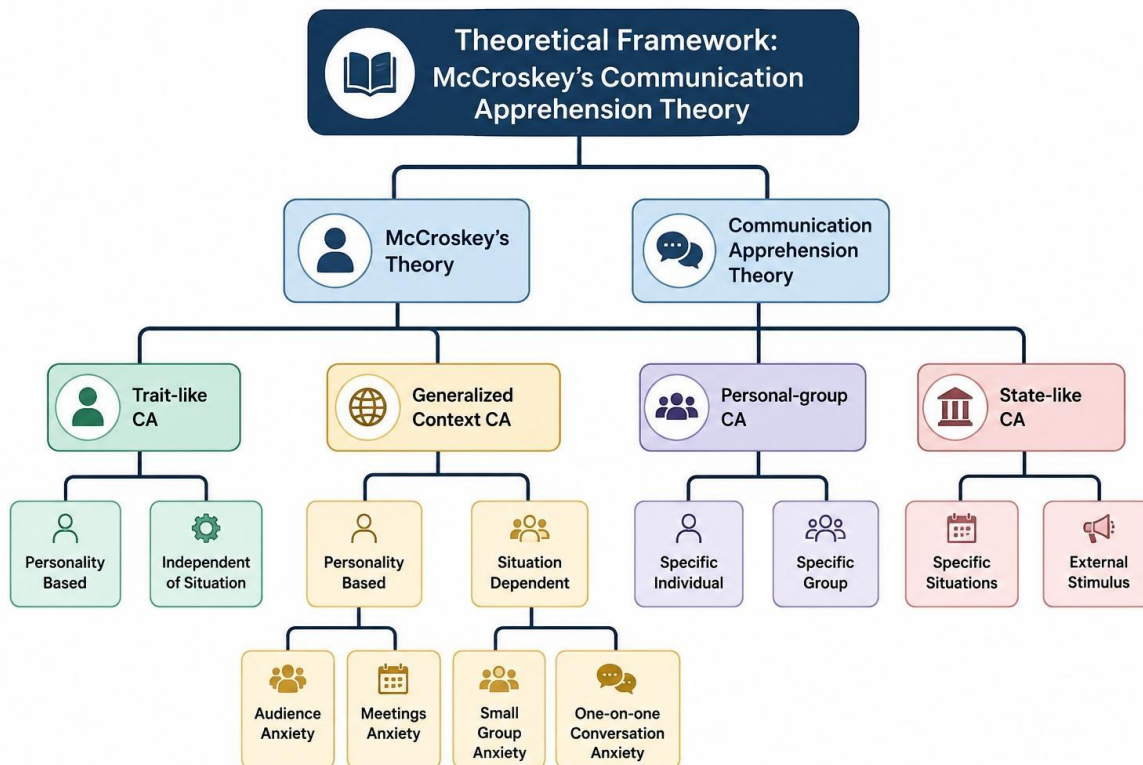 Theoretical Framework:
McCroskey’s Communication
Apprehension Theory
McCroskey’s
Theory
Communication
Apprehension
Theory
Trait-like
CA
Generalized
Context CA
Personal-group
CA
State-like
CA
Personality
Based
Independent
of Situation
Personality
Based
Situation
Dependent
Specific
Individual
Specific
Group
Specific
Situations
External
Stimulus
Audience
Anxiety
Meetings
Anxiety
Small
Group
Anxiety
One-on-one
Conversation
Anxiety